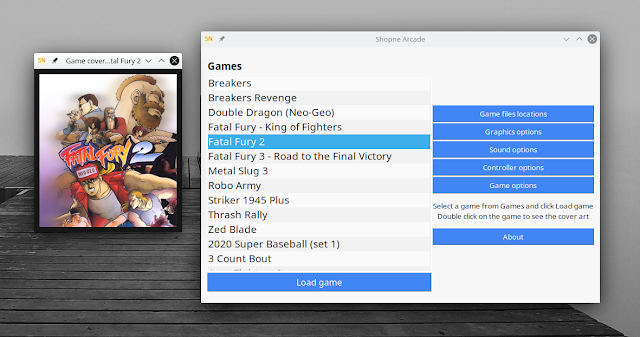 SN
Game cover...tal Fury 2
FATAL FURY 2
SN
Shopne Arcade
Games
Breakers
Breakers Revenge
Double Dragon (Neo-Geo)
Fatal Fury - King of Fighters
Fatal Fury 2
Fatal Fury 3 - Road to the Final Victory
Metal Slug 3
Robo Army
Striker 1945 Plus
Thrash Rally
Zed Blade
2020 Super Baseball (set 1)
3 Count Bout
Load game
Game files locations
Graphics options
Sound options
Controller options
Game options
Select a game from Games and click Load game
Double click on the game to see the cover art
About